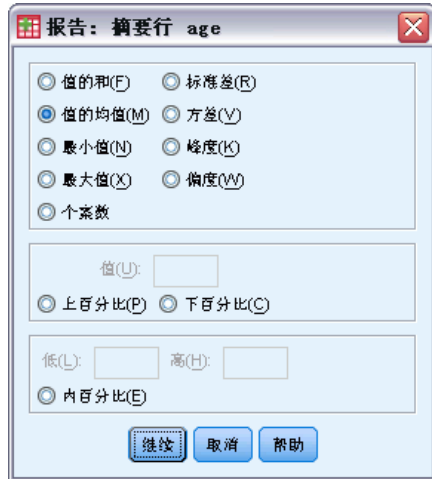 报告：摘要行 age
值的和(F) 标准差(R)
值的均值(M) 方差(V)
最小值(N) 峰度(K)
最大值(X) 偏度(W)
个案数
值(U):
上百分比(P) 下百分比(C)
低(L): 高(H):
内百分比(E)
继续 取消 帮助